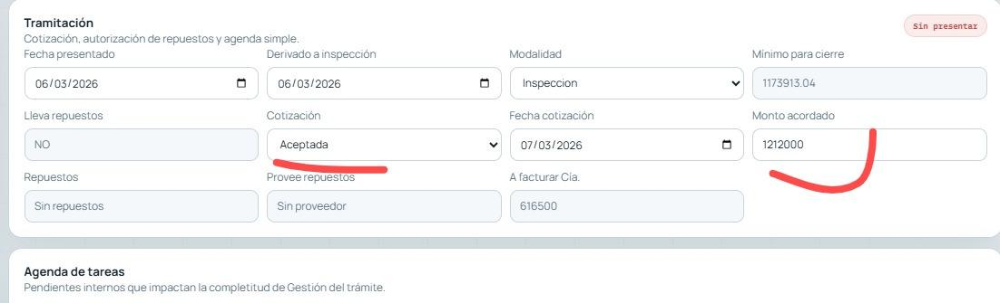 Tramitación
Sin presentar
Cotización, autorización de repuestos y agenda simple.
Fecha presentado Derivado a inspección Modalidad Mínimo para cierre
06/03/2026 06/03/2026 Inspeccion 1173913.04
Lleva repuestos Cotización Fecha cotización Monto acordado
NO Aceptada 07/03/2026 1212000
Repuestos Provee repuestos A facturar Cía.
Sin repuestos Sin proveedor 616500
Agenda de tareas
Pendientes internos que impactan la completitud de Gestión del trámite.